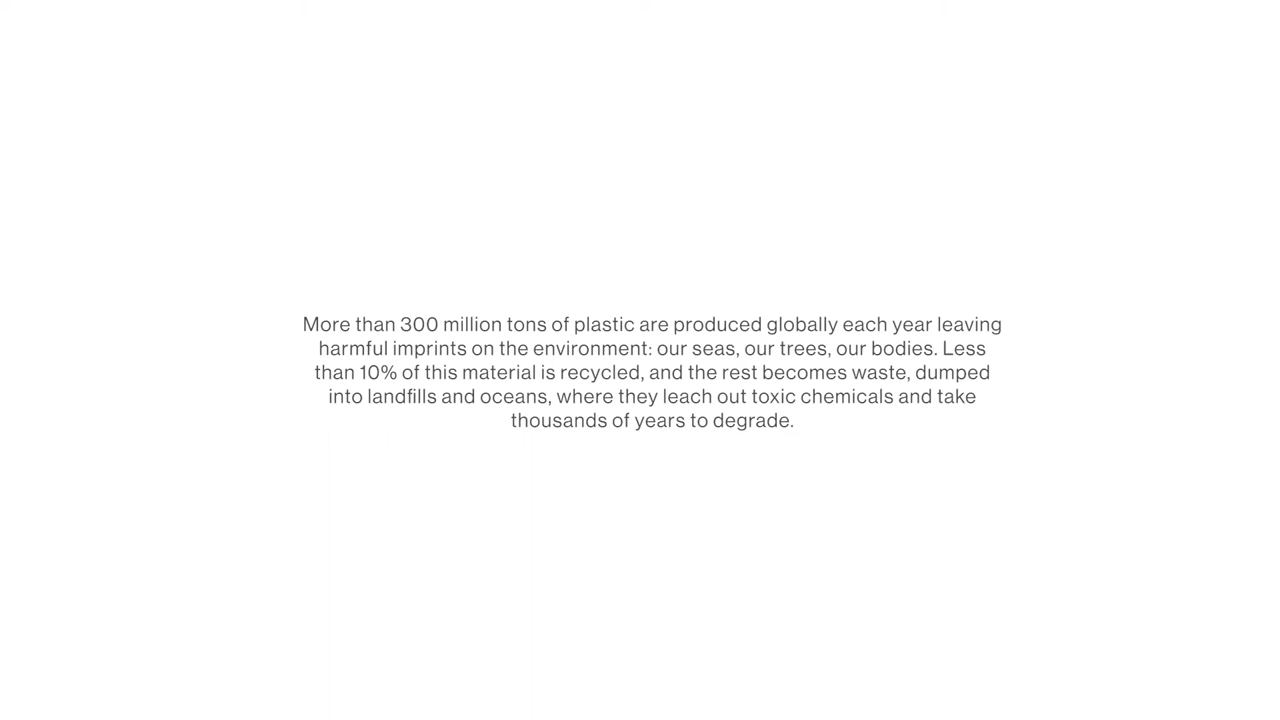 More than 300 million tons of plastic are produced globally each year leaving
harmful imprints on the environment: our seas, our trees, our bodies. Less
than 10% of this material is recycled, and the rest becomes waste, dumped
into landfills and oceans, where they leach out toxic chemicals and take
thousands of years to degrade.